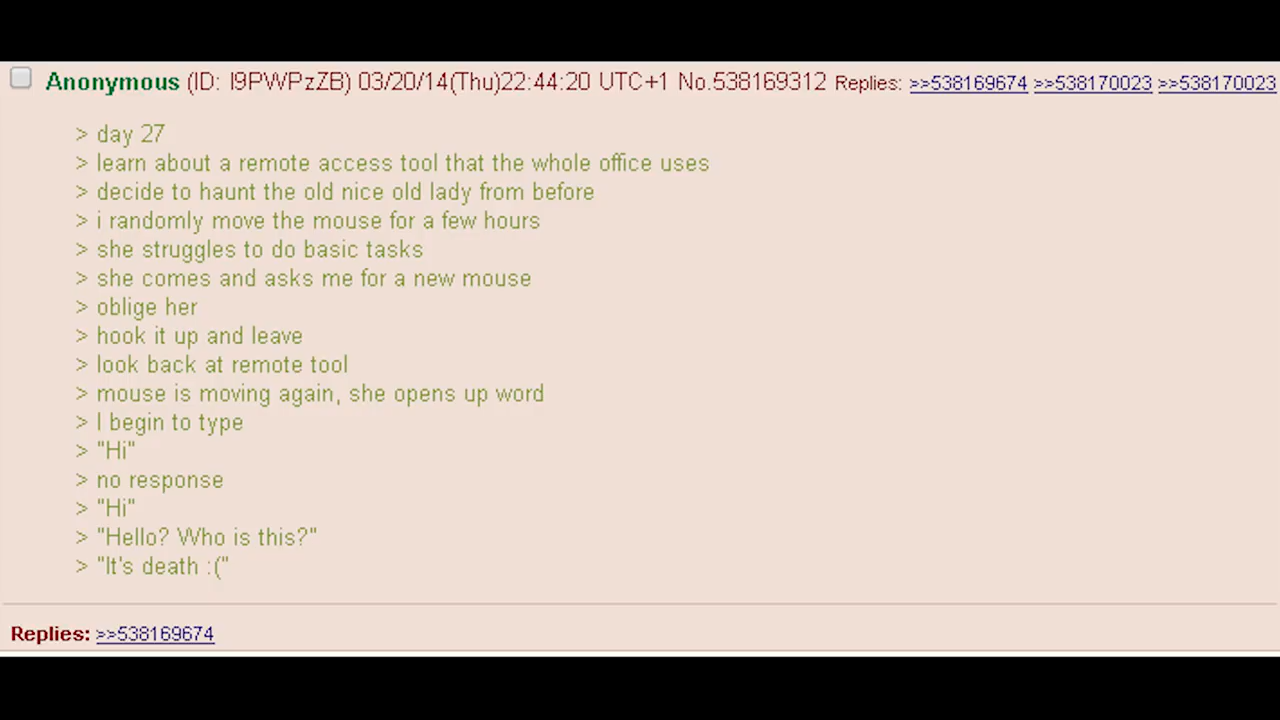 Anonymous (ID: I9PWPzZB) 03/20/14(Thu)22:44:20 UTC+1 No.538169312 Replies: >>538169674 >>538170023 >>538170023
> day 27
> learn about a remote access tool that the whole office uses
> decide to haunt the old nice old lady from before
> i randomly move the mouse for a few hours
> she struggles to do basic tasks
> she comes and asks me for a new mouse
> oblige her
> hook it up and leave
> look back at remote tool
> mouse is moving again, she opens up word
> I begin to type
> "Hi"
> no response
> "Hi"
> "Hello? Who is this?"
> "It's death :("
Replies: >>538169674